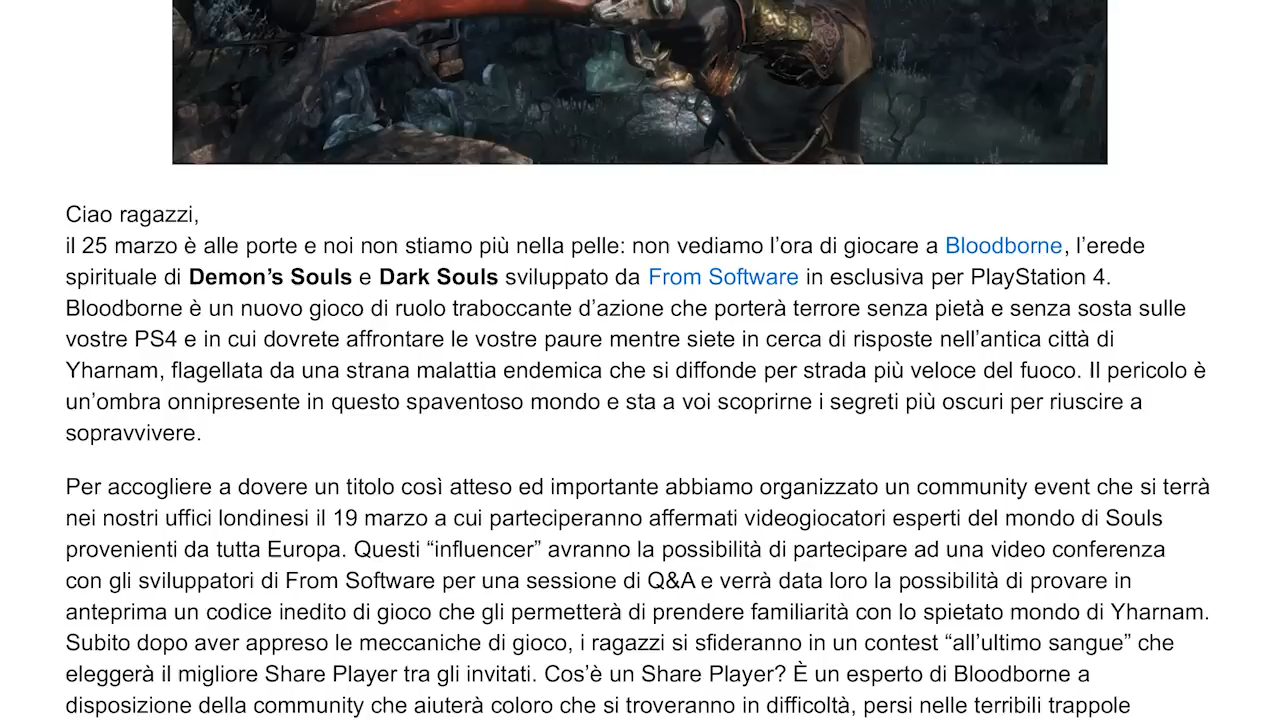 Ciao ragazzi,
il 25 marzo è alle porte e noi non stiamo più nella pelle: non vediamo l’ora di giocare a Bloodborne, l’erede
spirituale di Demon’s Souls e Dark Souls sviluppato da From Software in esclusiva per PlayStation 4.
Bloodborne è un nuovo gioco di ruolo traboccante d’azione che porterà terrore senza pietà e senza sosta sulle
vostre PS4 e in cui dovrete affrontare le vostre paure mentre siete in cerca di risposte nell’antica città di
Yharnam, flagellata da una strana malattia endemica che si diffonde per strada più veloce del fuoco. Il pericolo è
un’ombra onnipresente in questo spaventoso mondo e sta a voi scoprirne i segreti più oscuri per riuscire a
sopravvivere.
Per accogliere a dovere un titolo così atteso ed importante abbiamo organizzato un community event che si terrà
nei nostri uffici londinesi il 19 marzo a cui parteciperanno affermati videogiocatori esperti del mondo di Souls
provenienti da tutta Europa. Questi “influencer” avranno la possibilità di partecipare ad una video conferenza
con gli sviluppatori di From Software per una sessione di Q&A e verrà data loro la possibilità di provare in
anteprima un codice inedito di gioco che gli permetterà di prendere familiarità con lo spietato mondo di Yharnam.
Subito dopo aver appreso le meccaniche di gioco, i ragazzi si sfideranno in un contest “all’ultimo sangue” che
eleggerà il migliore Share Player tra gli invitati. Cos’è un Share Player? È un esperto di Bloodborne a
disposizione della community che aiuterà coloro che si troveranno in difficoltà, persi nelle terribili trappole